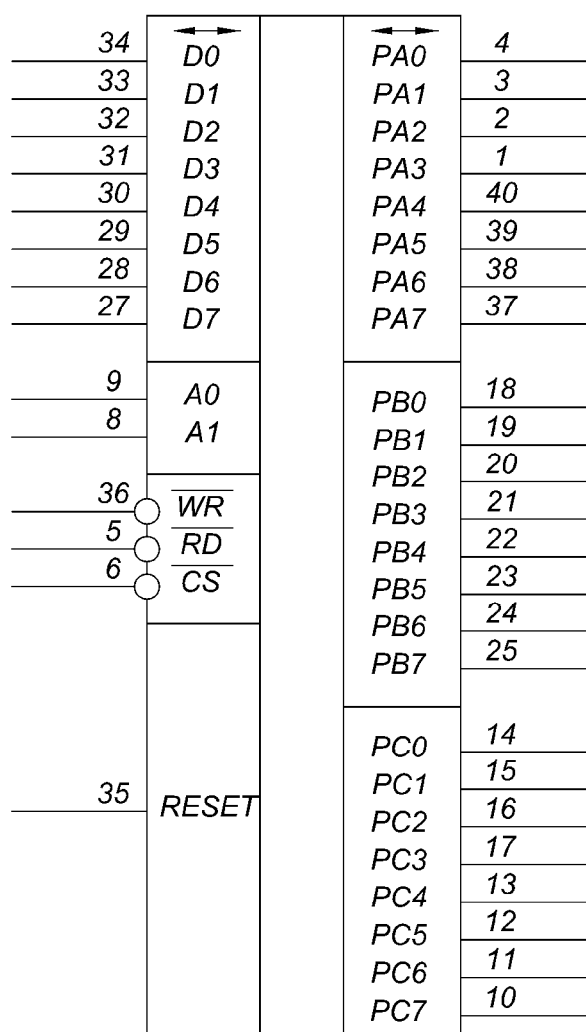 34 D0 PA0 4
33 D1 PA1 3
32 D2 PA2 2
31 D3 PA3 1
30 D4 PA4 40
29 D5 PA5 39
28 D6 PA6 38
27 D7 PA7 37
9 A0 PB0 18
8 A1 PB1 19
PB2 20
36 WR PB3 21
5 RD PB4 22
6 CS PB5 23
PB6 24
PB7 25
PC0 14
PC1 15
35 RESET PC2 16
PC3 17
PC4 13
PC5 12
PC6 11
PC7 10